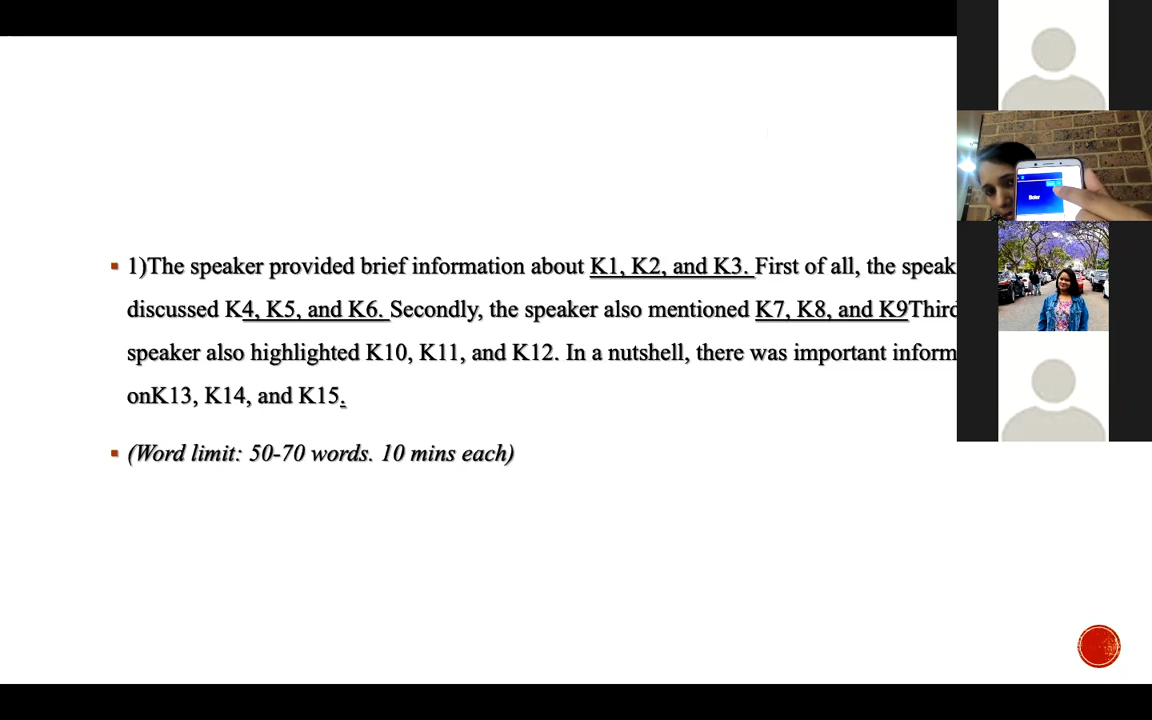 1)The speaker provided brief information about K1, K2, and K3. First of all, the speak
discussed K4, K5, and K6. Secondly, the speaker also mentioned K7, K8, and K9Third
speaker also highlighted K10, K11, and K12. In a nutshell, there was important inform
onK13, K14, and K15.
(Word limit: 50-70 words. 10 mins each)